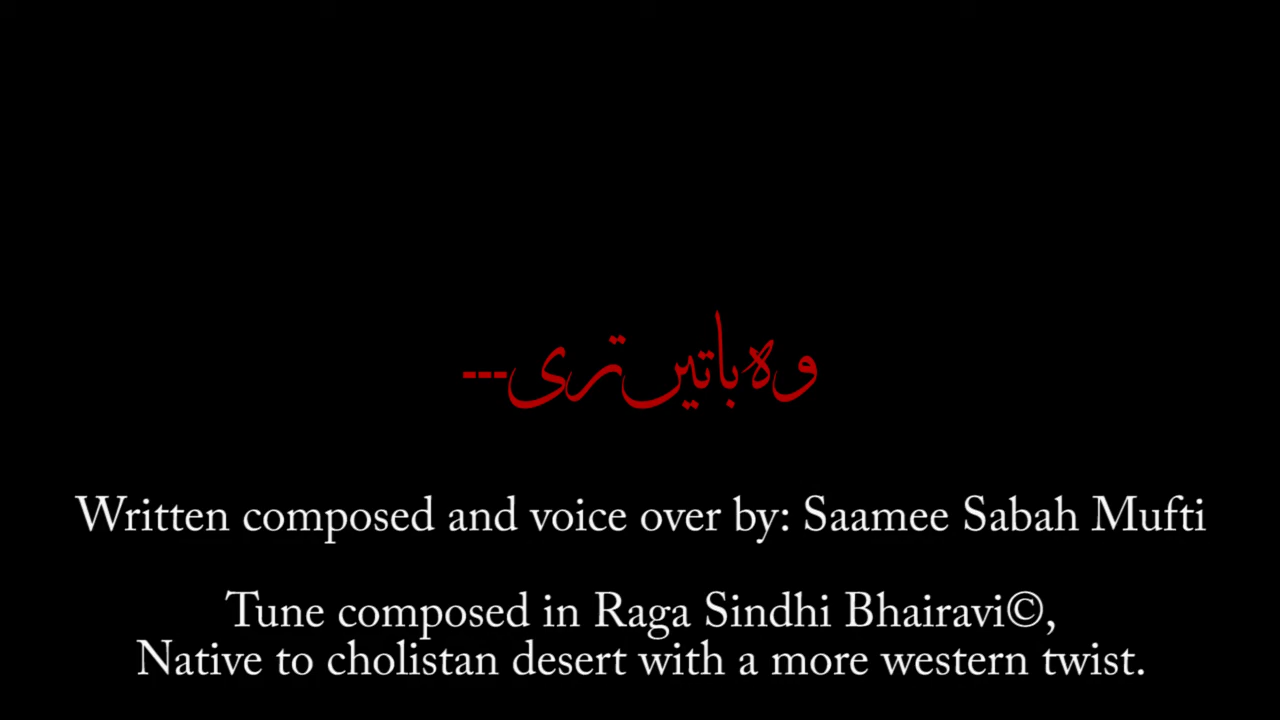 وہ باتیں تری---
Written composed and voice over by: Saamee Sabah Mufti
Tune composed in Raga Sindhi Bhairavi©,
Native to cholistan desert with a more western twist.